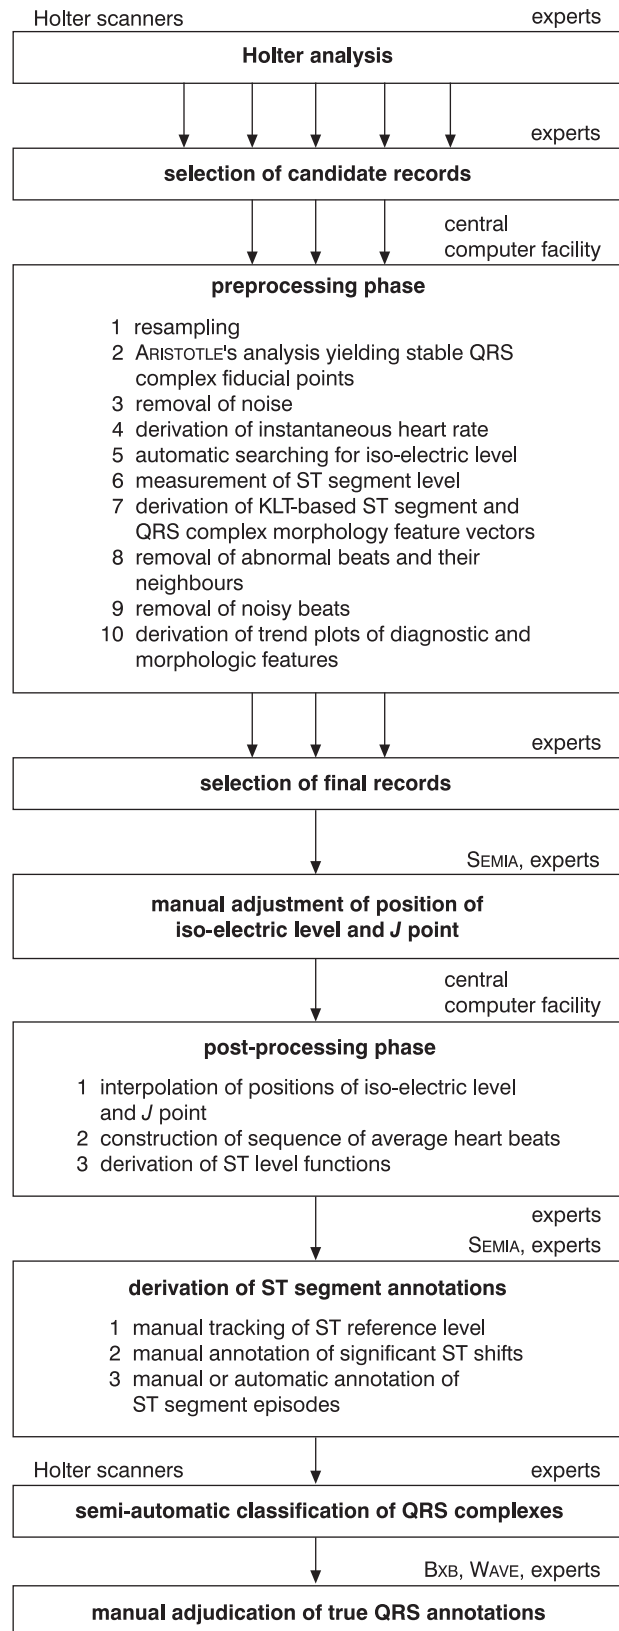 Holter scanners experts
Holter analysis
experts
selection of candidate records
central
computer facility
preprocessing phase
1 resampling
2 ARISTOTLE's analysis yielding stable QRS
complex fiducial points
3 removal of noise
4 derivation of instantaneous heart rate
5 automatic searching for iso-electric level
6 measurement of ST segment level
7 derivation of KLT-based ST segment and
QRS complex morphology feature vectors
8 removal of abnormal beats and their
neighbours
9 removal of noisy beats
10 derivation of trend plots of diagnostic and
morphologic features
experts
selection of final records
SEMIA, experts
manual adjustment of position of
iso-electric level and J point
central
computer facility
post-processing phase
1 interpolation of positions of iso-electric level
and J point
2 construction of sequence of average heart beats
3 derivation of ST level functions
experts
SEMIA, experts
derivation of ST segment annotations
1 manual tracking of ST reference level
2 manual annotation of significant ST shifts
3 manual or automatic annotation of
ST segment episodes
Holter scanners experts
semi-automatic classification of QRS complexes
BXB, WAVE, experts
manual adjudication of true QRS annotations